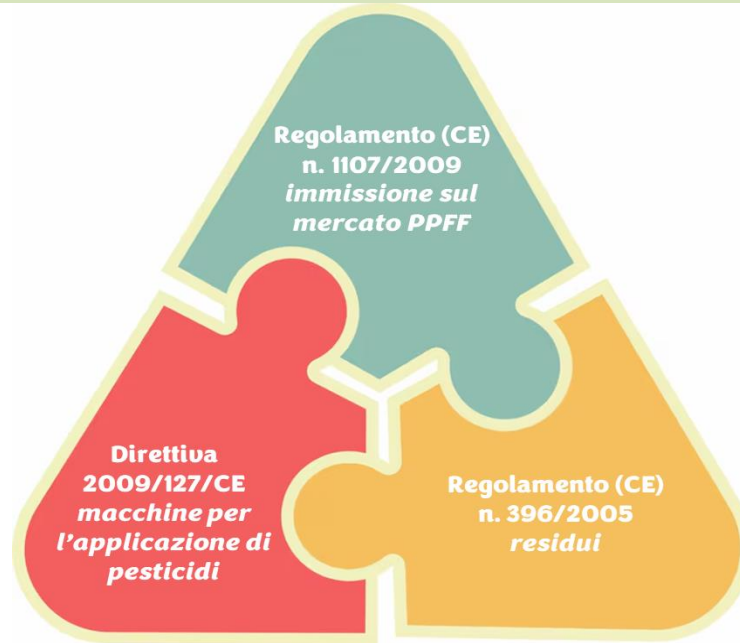 Regolamento (CE)
n. 1107/2009
immissione sul
mercato PPFF
Direttiva
2009/127/CE
macchine per
l'applicazione di
pesticidi
Regolamento (CE)
n. 396/2005
residui